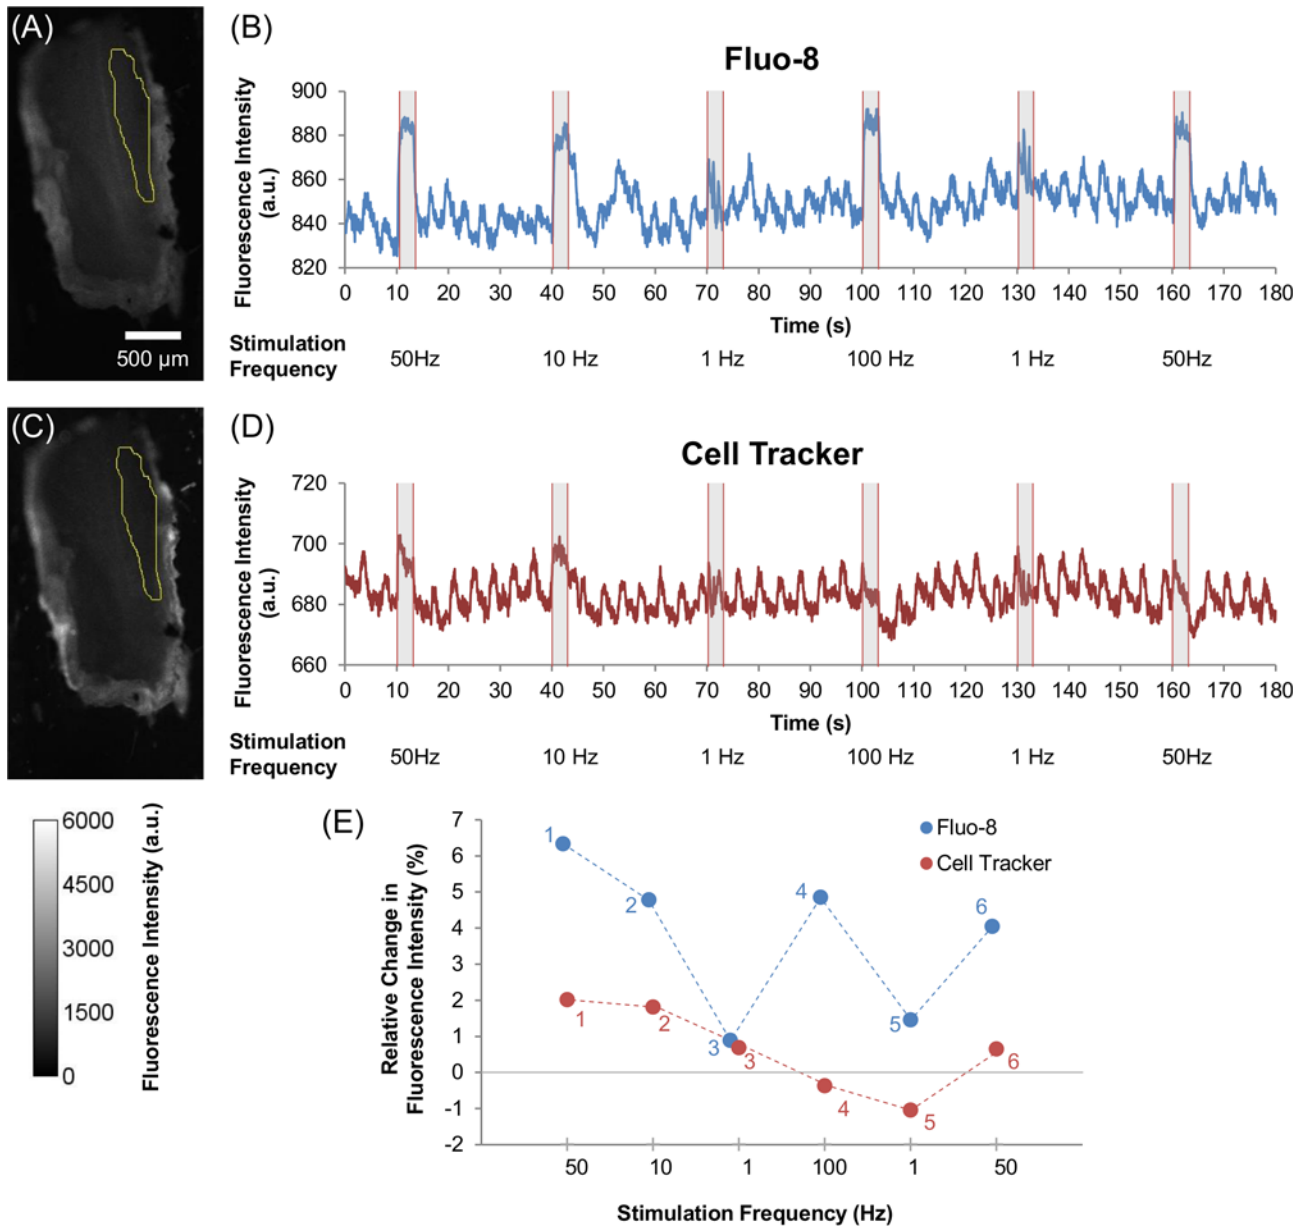 (A)
500 µm
(B)
Fluo-8
Fluorescence Intensity
(a.u.)
900
880
860
840
820
0 10 20 30 40 50 60 70 80 90 100 110 120 130 140 150 160 170 180
Time (s)
Stimulation
Frequency
50Hz 10 Hz 1 Hz 100 Hz 1 Hz 50Hz
(C)
(D)
Cell Tracker
Fluorescence Intensity
(a.u.)
720
700
680
660
0 10 20 30 40 50 60 70 80 90 100 110 120 130 140 150 160 170 180
Time (s)
Stimulation
Frequency
50Hz 10 Hz 1 Hz 100 Hz 1 Hz 50Hz
6000
4500
3000
1500
0
Fluorescence Intensity (a.u.)
(E)
Relative Change in
Fluorescence Intensity (%)
7
6
5
4
3
2
1
0
-1
-2
Fluo-8
Cell Tracker
1
2
3
4
5
6
1
2
3
4
5
6
50 10 1 100 1 50
Stimulation Frequency (Hz)